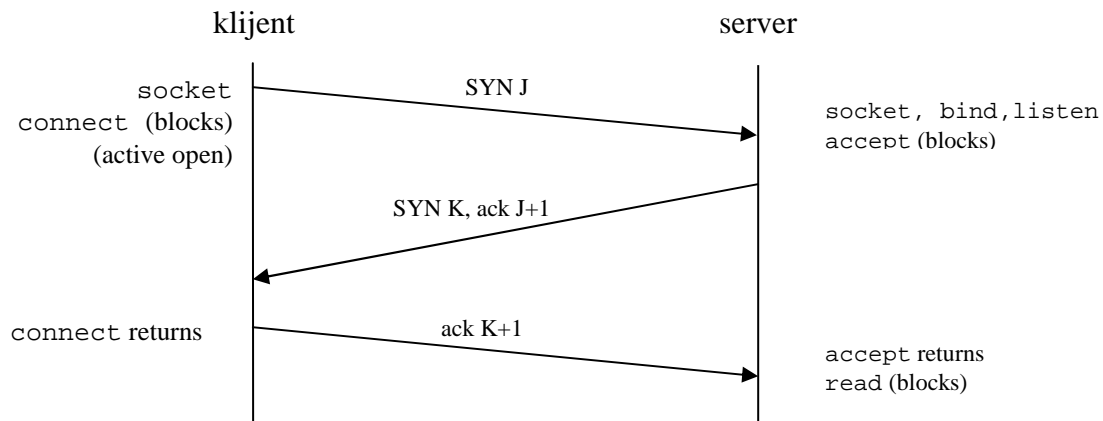 klijent
server
socket
connect (blocks)
(active open)
SYN J
socket, bind,listen
accept (blocks)
SYN K, ack J+1
connect returns
ack K+1
accept returns
read (blocks)